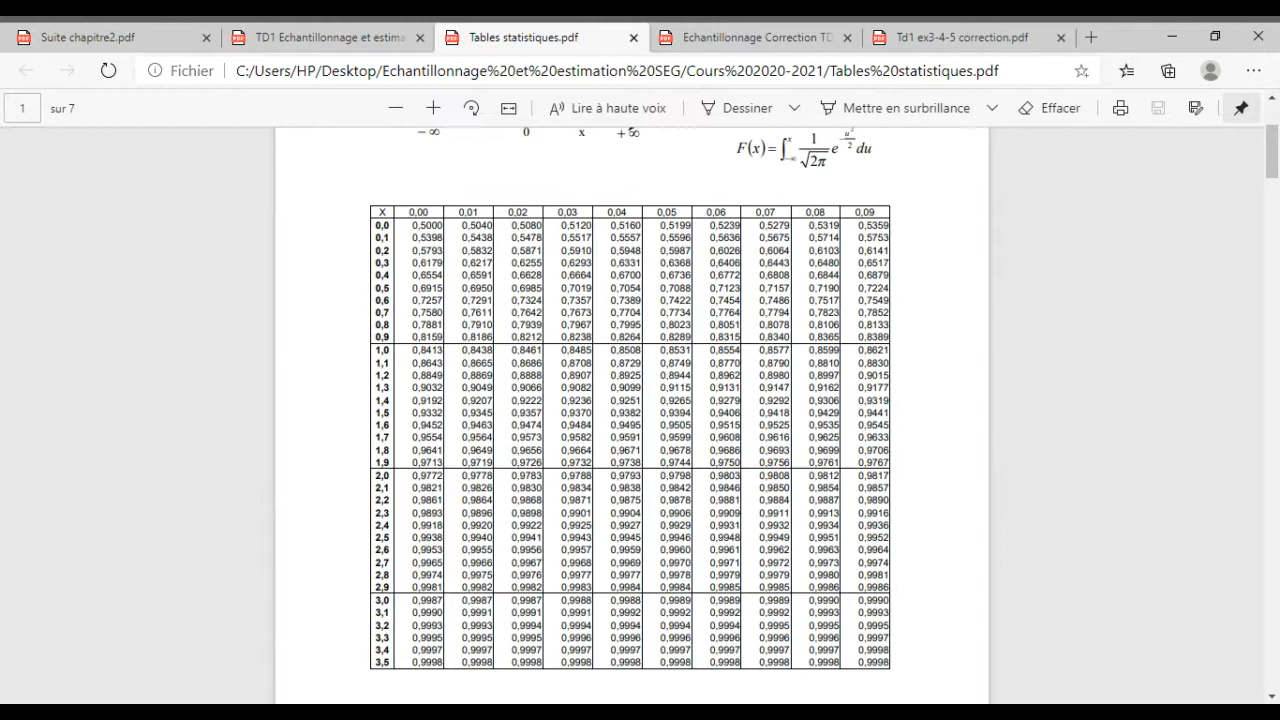 Suite chapitre2.pdf
TD1 Echantillonnage et estima
Tables statistiques.pdf
Echantillonnage Correction TD
Td1 ex3-4-5 correction.pdf
Fichier C:/Users/HP/Desktop/Echantillonnage%20et%20estimation%20SEG/Cours%202020-2021/Tables%20statistiques.pdf
1 sur 7 Lire à haute voix Dessiner Mettre en surbrillance Effacer
−∞ 0 x +∞
F(x) = ∫_{-∞}^{x} 1/√2π e^{-u²/2} du
X 0,00 0,01 0,02 0,03 0,04 0,05 0,06 0,07 0,08 0,09
0,0 0,5000 0,5040 0,5080 0,5120 0,5160 0,5199 0,5239 0,5279 0,5319 0,5359
0,1 0,5398 0,5438 0,5478 0,5517 0,5557 0,5596 0,5636 0,5675 0,5714 0,5753
0,2 0,5793 0,5832 0,5871 0,5910 0,5948 0,5987 0,6026 0,6064 0,6103 0,6141
0,3 0,6179 0,6217 0,6255 0,6293 0,6331 0,6368 0,6406 0,6443 0,6480 0,6517
0,4 0,6554 0,6591 0,6628 0,6664 0,6700 0,6736 0,6772 0,6808 0,6844 0,6879
0,5 0,6915 0,6950 0,6985 0,7019 0,7054 0,7088 0,7123 0,7157 0,7190 0,7224
0,6 0,7257 0,7291 0,7324 0,7357 0,7389 0,7422 0,7454 0,7486 0,7517 0,7549
0,7 0,7580 0,7611 0,7642 0,7673 0,7704 0,7734 0,7764 0,7794 0,7823 0,7852
0,8 0,7881 0,7910 0,7939 0,7967 0,7995 0,8023 0,8051 0,8078 0,8106 0,8133
0,9 0,8159 0,8186 0,8212 0,8238 0,8264 0,8289 0,8315 0,8340 0,8365 0,8389
1,0 0,8413 0,8438 0,8461 0,8485 0,8508 0,8531 0,8554 0,8577 0,8599 0,8621
1,1 0,8643 0,8665 0,8686 0,8708 0,8729 0,8749 0,8770 0,8790 0,8810 0,8830
1,2 0,8849 0,8869 0,8888 0,8907 0,8925 0,8944 0,8962 0,8980 0,8997 0,9015
1,3 0,9032 0,9049 0,9066 0,9082 0,9099 0,9115 0,9131 0,9147 0,9162 0,9177
1,4 0,9192 0,9207 0,9222 0,9236 0,9251 0,9265 0,9279 0,9292 0,9306 0,9319
1,5 0,9332 0,9345 0,9357 0,9370 0,9382 0,9394 0,9406 0,9418 0,9429 0,9441
1,6 0,9452 0,9463 0,9474 0,9484 0,9495 0,9505 0,9515 0,9525 0,9535 0,9545
1,7 0,9554 0,9564 0,9573 0,9582 0,9591 0,9599 0,9608 0,9616 0,9625 0,9633
1,8 0,9641 0,9649 0,9656 0,9664 0,9671 0,9678 0,9686 0,9693 0,9699 0,9706
1,9 0,9713 0,9719 0,9726 0,9732 0,9738 0,9744 0,9750 0,9756 0,9761 0,9767
2,0 0,9772 0,9778 0,9783 0,9788 0,9793 0,9798 0,9803 0,9808 0,9812 0,9817
2,1 0,9821 0,9826 0,9830 0,9834 0,9838 0,9842 0,9846 0,9850 0,9854 0,9857
2,2 0,9861 0,9864 0,9868 0,9871 0,9875 0,9878 0,9881 0,9884 0,9887 0,9890
2,3 0,9893 0,9896 0,9898 0,9901 0,9904 0,9906 0,9909 0,9911 0,9913 0,9916
2,4 0,9918 0,9920 0,9922 0,9925 0,9927 0,9929 0,9931 0,9932 0,9934 0,9936
2,5 0,9938 0,9940 0,9941 0,9943 0,9945 0,9946 0,9948 0,9949 0,9951 0,9952
2,6 0,9953 0,9955 0,9956 0,9957 0,9959 0,9960 0,9961 0,9962 0,9963 0,9964
2,7 0,9965 0,9966 0,9967 0,9968 0,9969 0,9970 0,9971 0,9972 0,9973 0,9974
2,8 0,9974 0,9975 0,9976 0,9977 0,9977 0,9978 0,9979 0,9979 0,9980 0,9981
2,9 0,9981 0,9982 0,9982 0,9983 0,9984 0,9984 0,9985 0,9985 0,9986 0,9986
3,0 0,9987 0,9987 0,9987 0,9988 0,9988 0,9989 0,9989 0,9989 0,9990 0,9990
3,1 0,9990 0,9991 0,9991 0,9991 0,9992 0,9992 0,9992 0,9992 0,9993 0,9993
3,2 0,9993 0,9993 0,9994 0,9994 0,9994 0,9994 0,9994 0,9995 0,9995 0,9995
3,3 0,9995 0,9995 0,9995 0,9996 0,9996 0,9996 0,9996 0,9996 0,9996 0,9997
3,4 0,9997 0,9997 0,9997 0,9997 0,9997 0,9997 0,9997 0,9997 0,9997 0,9998
3,5 0,9998 0,9998 0,9998 0,9998 0,9998 0,9998 0,9998 0,9998 0,9998 0,9998